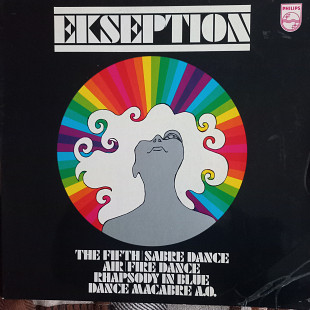 EKSEPTION
PHILIPS
THE FIFTH|SABRE DANCE
AIR|FIRE DANCE
RHAPSODY IN BLUE
DANCE MACABRE A.O.